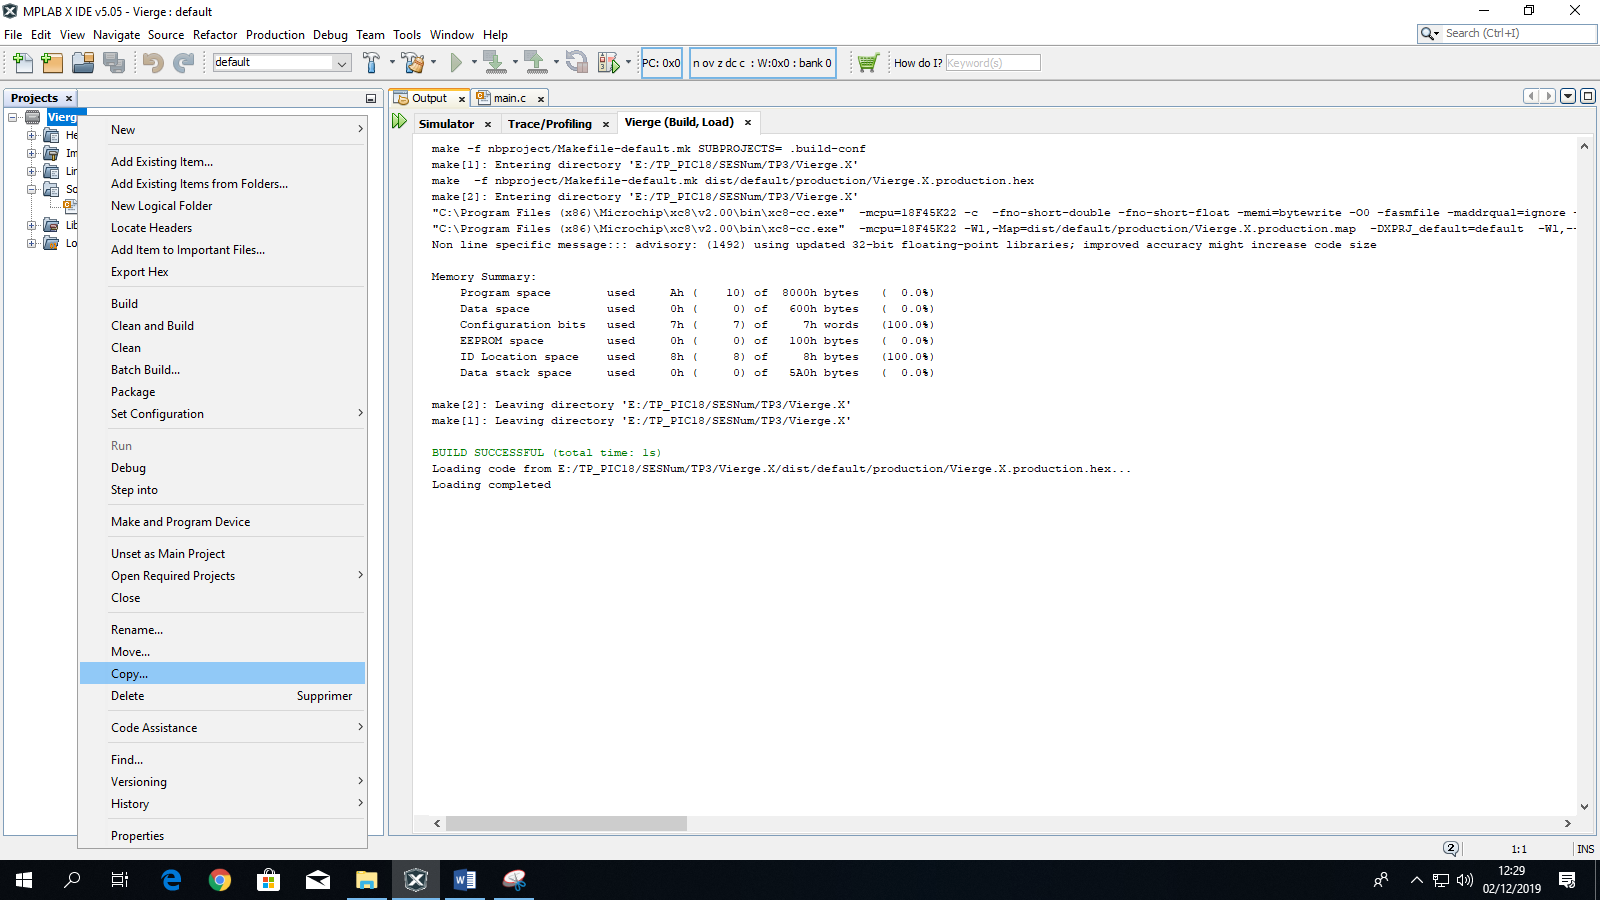 MPLAB X IDE v5.05 - Vierge : default
File Edit View Navigate Source Refactor Production Debug Team Tools Window Help
Search (Ctrl+I)
default
PC: 0x0
n ov z dc c : W:0x0 : bank 0
How do I?
Keyword(s)
Projects
Output
main.c
Simulator
Trace/Profiling
Vierge (Build, Load)
Vierg
He
Im
Lin
So
Lib
Lo
New
Add Existing Item...
Add Existing Items from Folders...
New Logical Folder
Locate Headers
Add Item to Important Files...
Export Hex
Build
Clean and Build
Clean
Batch Build...
Package
Set Configuration
Run
Debug
Step into
Make and Program Device
Unset as Main Project
Open Required Projects
Close
Rename...
Move...
Copy...
Delete Supprimer
Code Assistance
Find...
Versioning
History
Properties
make -f nbproject/Makefile-default.mk SUBPROJECTS= .build-conf
make[1]: Entering directory 'E:/TP_PIC18/SESNum/TP3/Vierge.X'
make  -f nbproject/Makefile-default.mk dist/default/production/Vierge.X.production.hex
make[2]: Entering directory 'E:/TP_PIC18/SESNum/TP3/Vierge.X'
"C:\Program Files (x86)\Microchip\xc8\v2.00\bin\xc8-cc.exe"  -mcpu=18F45K22 -c  -fno-short-double -fno-short-float -memi=bytewrite -O0 -fasmfile -maddrqual=ignore -
"C:\Program Files (x86)\Microchip\xc8\v2.00\bin\xc8-cc.exe"  -mcpu=18F45K22 -Wl,-Map=dist/default/production/Vierge.X.production.map  -DXPRJ_default=default  -Wl,--
Non line specific message::: advisory: (1492) using updated 32-bit floating-point libraries; improved accuracy might increase code size
Memory Summary:
Program space used Ah ( 10) of 8000h bytes ( 0.0%)
Data space used 0h ( 0) of 600h bytes ( 0.0%)
Configuration bits used 7h ( 7) of 7h words (100.0%)
EEPROM space used 0h ( 0) of 100h bytes ( 0.0%)
ID Location space used 8h ( 8) of 8h bytes (100.0%)
Data stack space used 0h ( 0) of 5A0h bytes ( 0.0%)
make[2]: Leaving directory 'E:/TP_PIC18/SESNum/TP3/Vierge.X'
make[1]: Leaving directory 'E:/TP_PIC18/SESNum/TP3/Vierge.X'
BUILD SUCCESSFUL (total time: 1s)
Loading code from E:/TP_PIC18/SESNum/TP3/Vierge.X/dist/default/production/Vierge.X.production.hex...
Loading completed
2
1:1
INS
12:29
02/12/2019